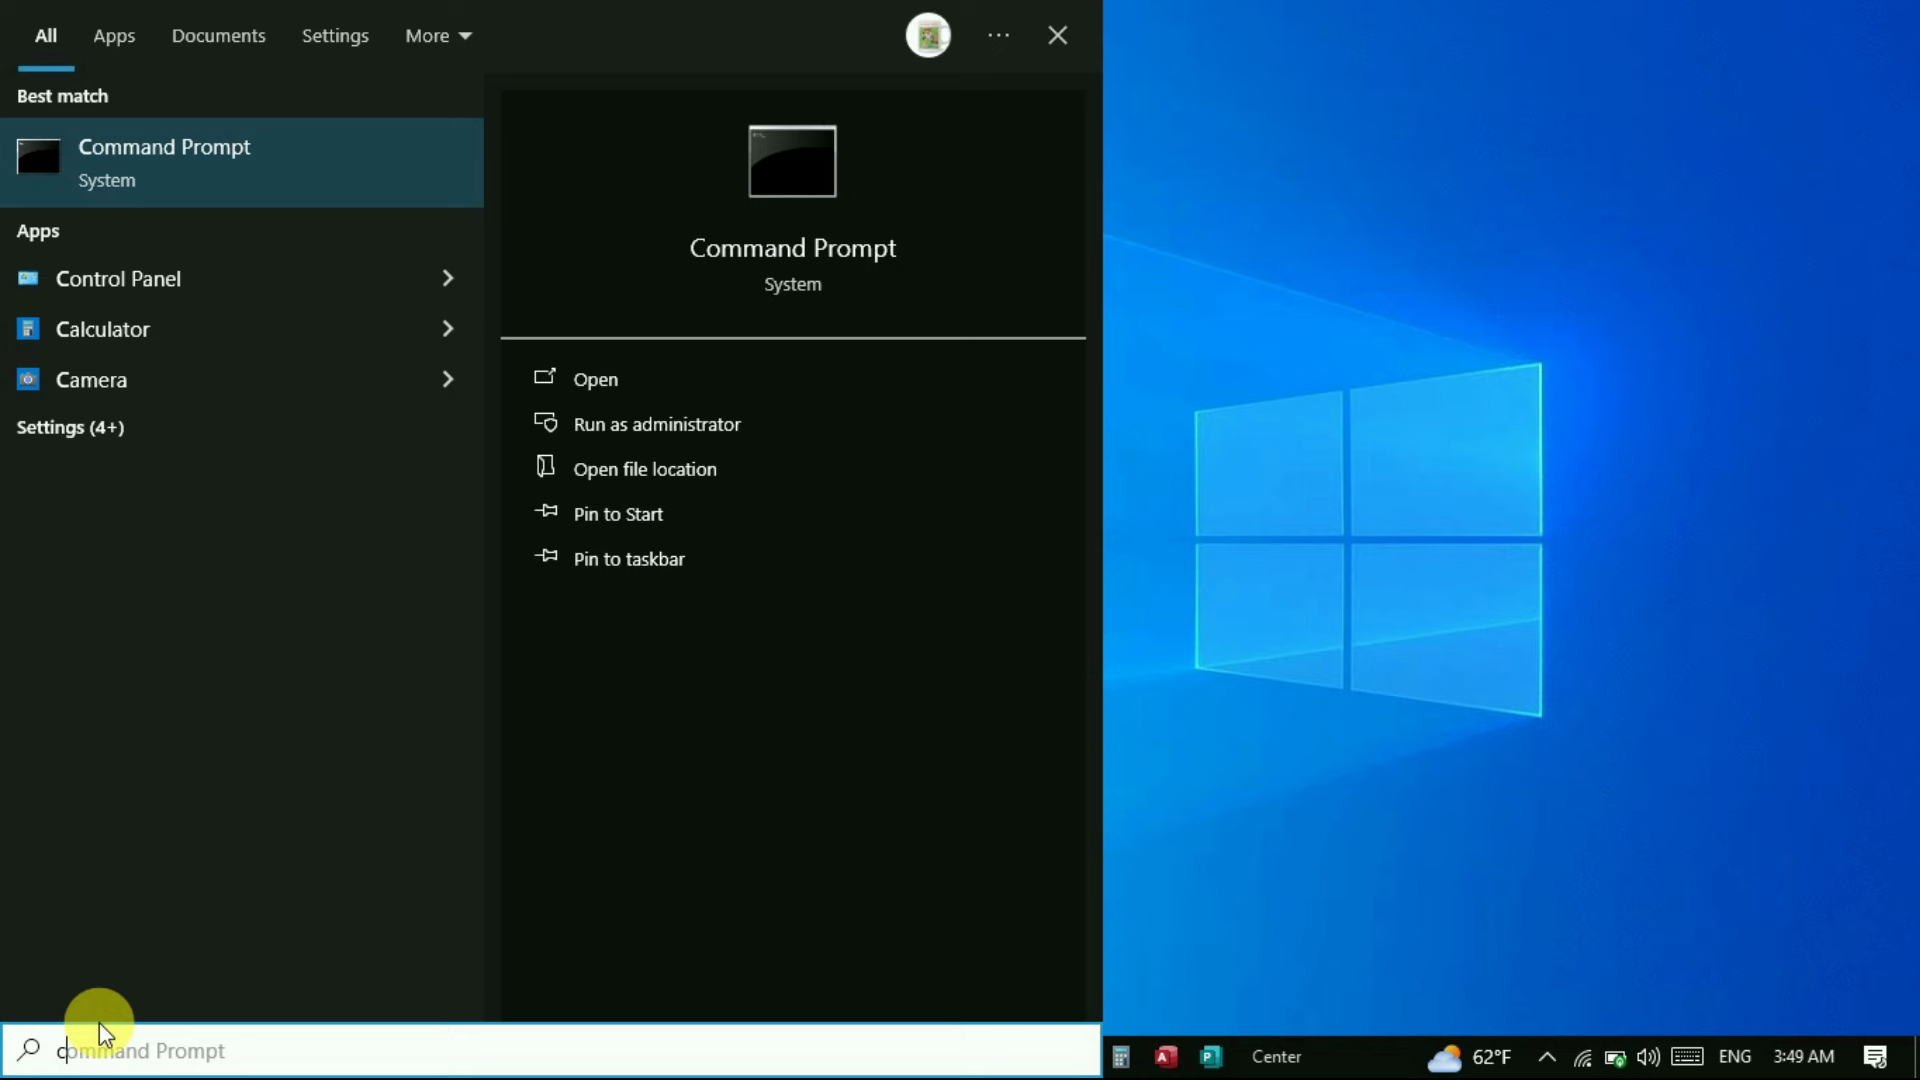 All Apps Documents Settings More
Best match
Command Prompt
System
Apps
Control Panel
Calculator
Camera
Settings (4+)
Command Prompt
System
Open
Run as administrator
Open file location
Pin to Start
Pin to taskbar
command Prompt
Center 62°F ENG 3:49 AM